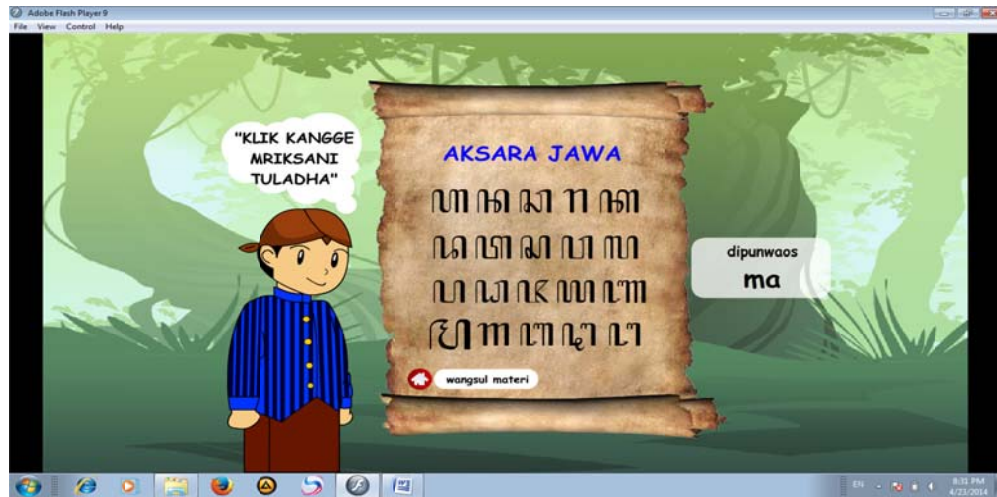 Adobe Flash Player 9
File View Control Help
"KLIK KANGGE
MRIKSANI
TULADHA"
AKSARA JAWA
ꦲꦤꦕꦫꦏ
ꦢꦠꦱꦮꦭ
ꦥꦝꦗꦪꦚ
ꦩꦒꦧꦛꦔ
dipunwaos
ma
wangsul materi
EN
8:31 PM
4/23/2014